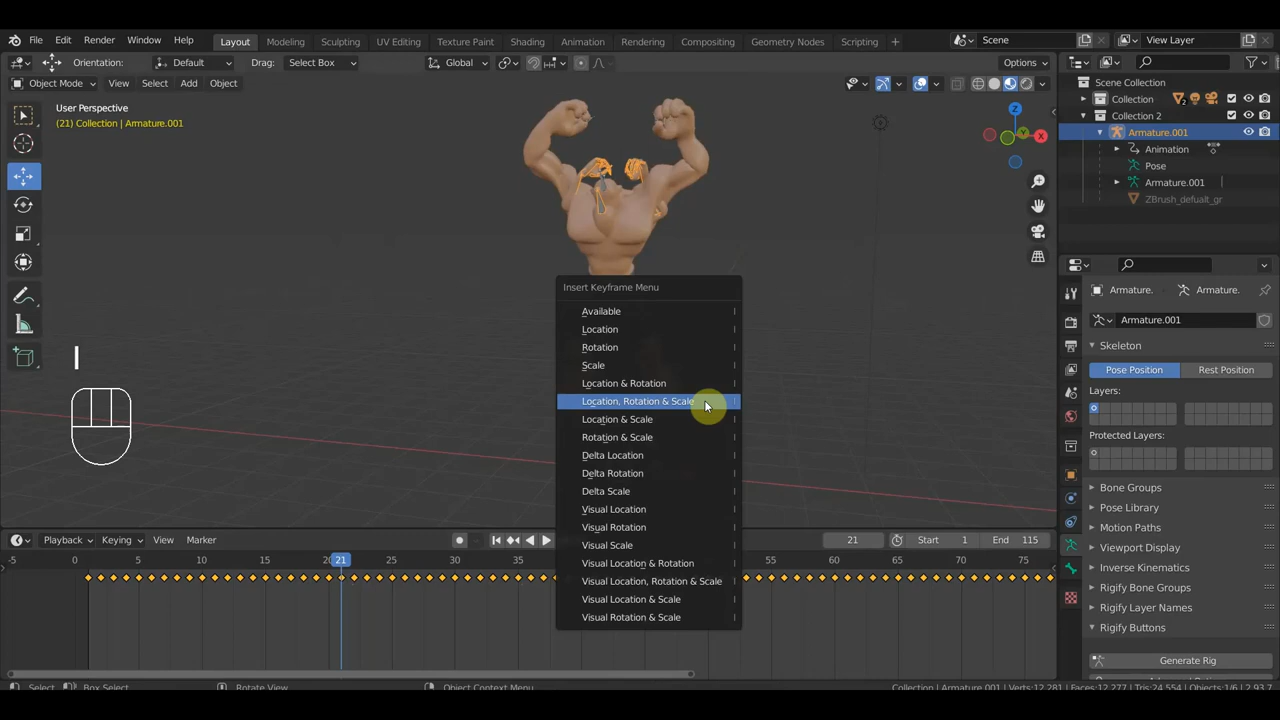 File Edit Render Window Help Layout Modeling Sculpting UV Editing Texture Paint Shading Animation Rendering Compositing Geometry Nodes Scripting + Scene View Layer
Orientation: Default Drag: Select Box Global Options
Object Mode View Select Add Object
User Perspective
(21) Collection | Armature.001
X
Y
Z
Scene Collection
Collection 2
Collection 2
Armature.001
Animation
Pose
Armature.001
ZBrush_defualt_gr
I
Insert Keyframe Menu
Available I
Location I
Rotation I
Scale I
Location & Rotation I
Location, Rotation & Scale I
Location & Scale I
Rotation & Scale I
Delta Location I
Delta Rotation I
Delta Scale I
Visual Location I
Visual Rotation I
Visual Scale I
Visual Location & Rotation I
Visual Location, Rotation & Scale I
Visual Location & Scale I
Visual Rotation & Scale I
Armature. Armature.
Armature.001
Skeleton
Pose Position Rest Position
Layers:
Protected Layers:
Bone Groups
Pose Library
Motion Paths
Viewport Display
Inverse Kinematics
Rigify Bone Groups
Rigify Layer Names
Rigify Buttons
Generate Rig
Playback Keying View Marker 21 Start 1 End 115
-5 0 5 10 15 20 21 25 30 35 55 60 65 70 75
Select Box Select Rotate View Object Context Menu Collection | Armature.001 | Verts:12,281 | Faces:12,277 | Tris:24,554 | Objects:1/6 | 2.93.7